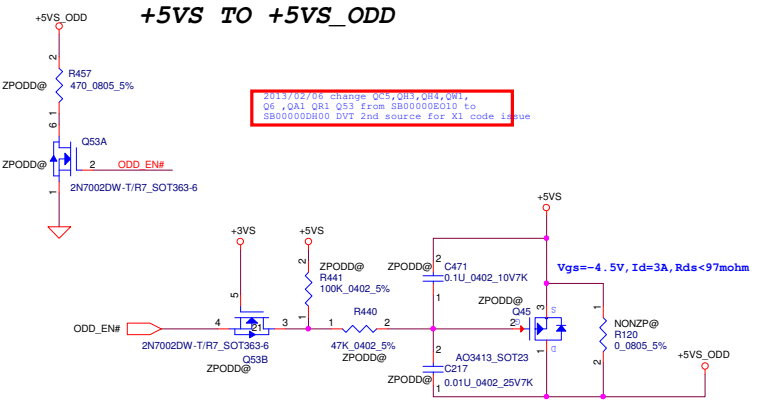 +5VS TO +5VS_ODD
+5VS_ODD
2
R457
470_0805_5%
ZPODD@
1
6
Q53A
ZPODD@
2
ODD_EN#
1
2N7002DW-T/R7_SOT363-6
2013/02/06 change QC5,QH3,QH4,QW1,
Q6 ,QA1 QR1 Q53 from SB00000EO10 to
SB00000DH00 DVT 2nd source for X1 code issue
+3VS
+5VS
+5VS
5
2
ZPODD@
R441
100K_0402_5%
1
ODD_EN#
4
21
3
2N7002DW-T/R7_SOT363-6
Q53B
ZPODD@
R440
1
2
47K_0402_5%
ZPODD@
ZPODD@
2
C471
0.1U_0402_10V7K
1
Vgs=-4.5V,Id=3A,Rds<97mohm
ZPODD@
Q45
3
S
2
G
D
1
AO3413_SOT23
2
C217
ZPODD@
1
0.01U_0402_25V7K
1
NONZP@
R120
0_0805_5%
2
+5VS_ODD